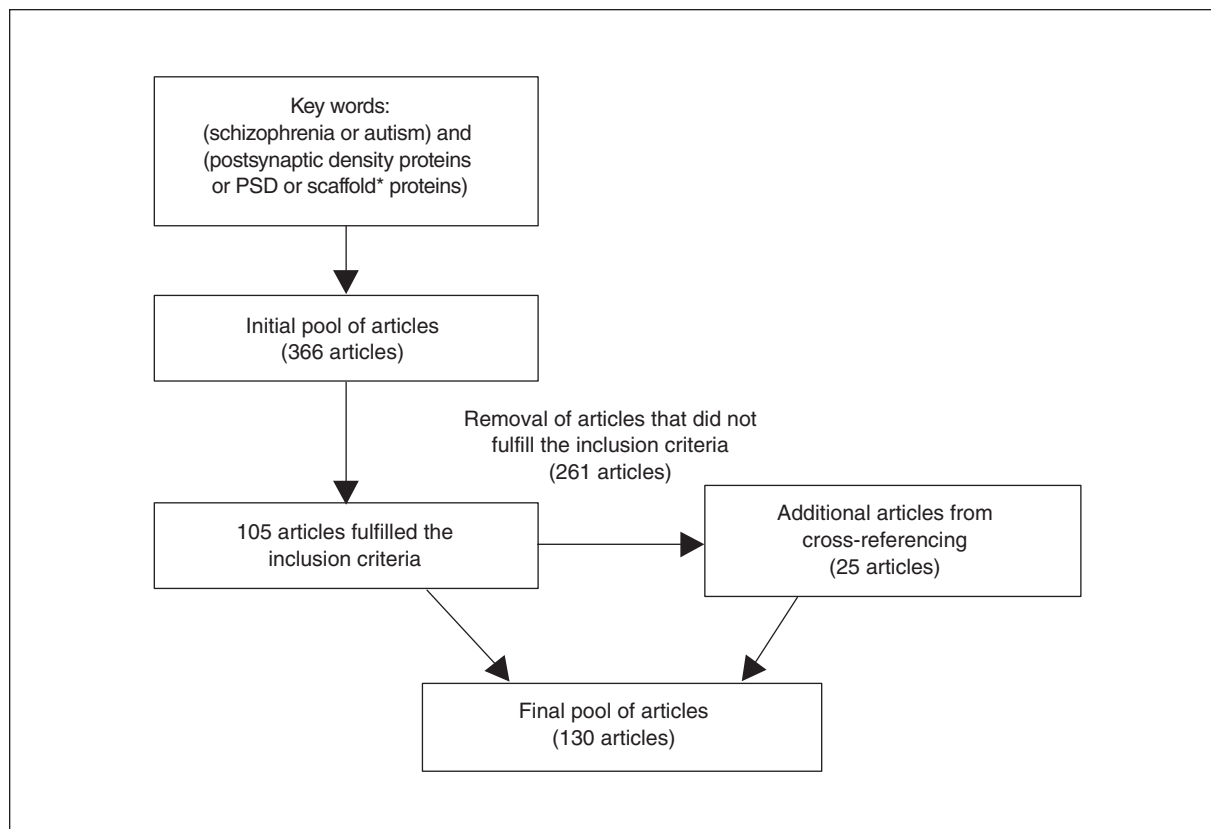 Key words:
(schizophrenia or autism) and
(postsynaptic density proteins
or PSD or scaffold* proteins)
Initial pool of articles
(366 articles)
Removal of articles that did not
fulfill the inclusion criteria
(261 articles)
105 articles fulfilled the
inclusion criteria
Additional articles from
cross-referencing
(25 articles)
Final pool of articles
(130 articles)